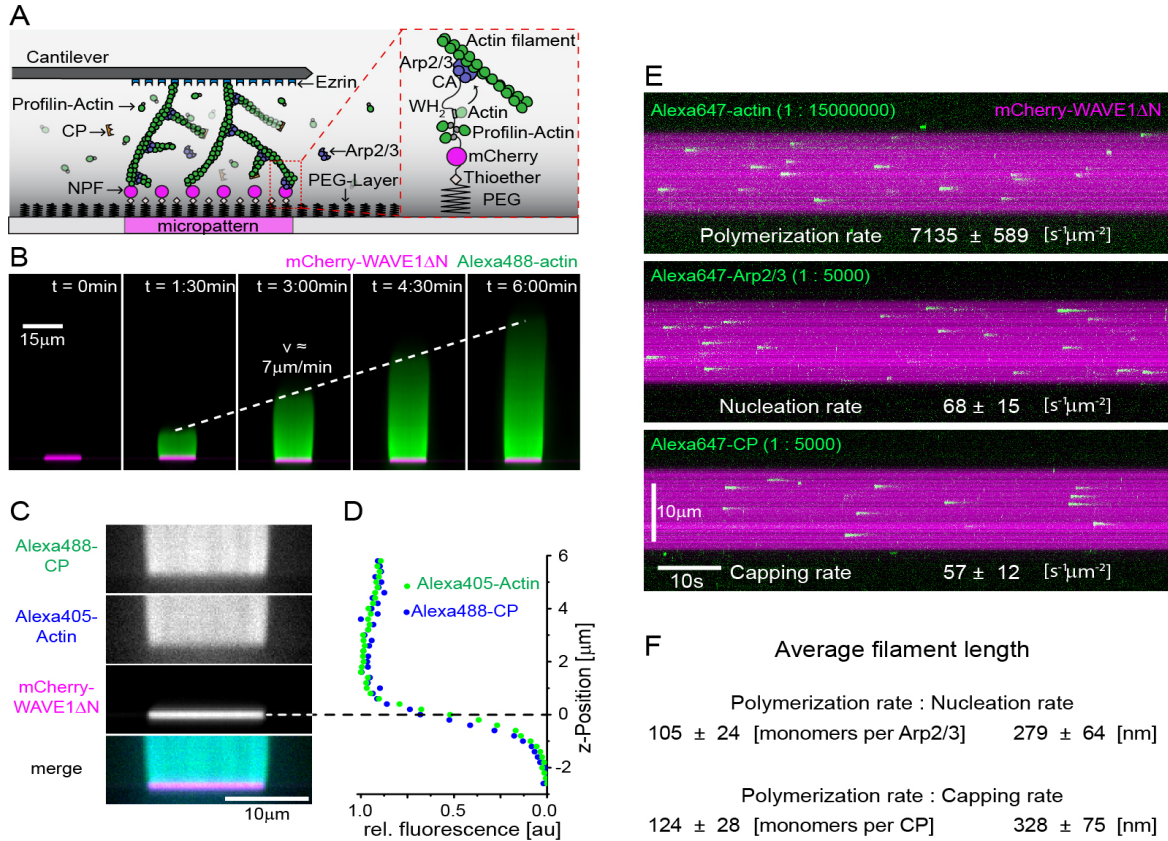 A
Cantilever
Ezrin
Profilin-Actin
CP
Arp2/3
NPF
PEG-Layer
micropattern
Actin filament
Arp2/3
CA
WH2
Actin
Profilin-Actin
mCherry
Thioether
PEG
B
mCherry-WAVE1ΔN Alexa488-actin
t = 0min
t = 1:30min
t = 3:00min
t = 4:30min
t = 6:00min
15μm
v ≈
7μm/min
C
Alexa488-
CP
Alexa405-
Actin
mCherry-
WAVE1ΔN
merge
10μm
D
Alexa405-Actin
Alexa488-CP
6
4
2
0
-2
z-Position [μm]
1.0
0.5
0.0
rel. fluorescence [au]
E
Alexa647-actin (1 : 15000000)
mCherry-WAVE1ΔN
Polymerization rate 7135 ± 589 [s-1μm-2]
Alexa647-Arp2/3 (1 : 5000)
Nucleation rate 68 ± 15 [s-1μm-2]
Alexa647-CP (1 : 5000)
10μm
10s
Capping rate 57 ± 12 [s-1μm-2]
F
Average filament length
Polymerization rate : Nucleation rate
105 ± 24 [monomers per Arp2/3] 279 ± 64 [nm]
Polymerization rate : Capping rate
124 ± 28 [monomers per CP] 328 ± 75 [nm]